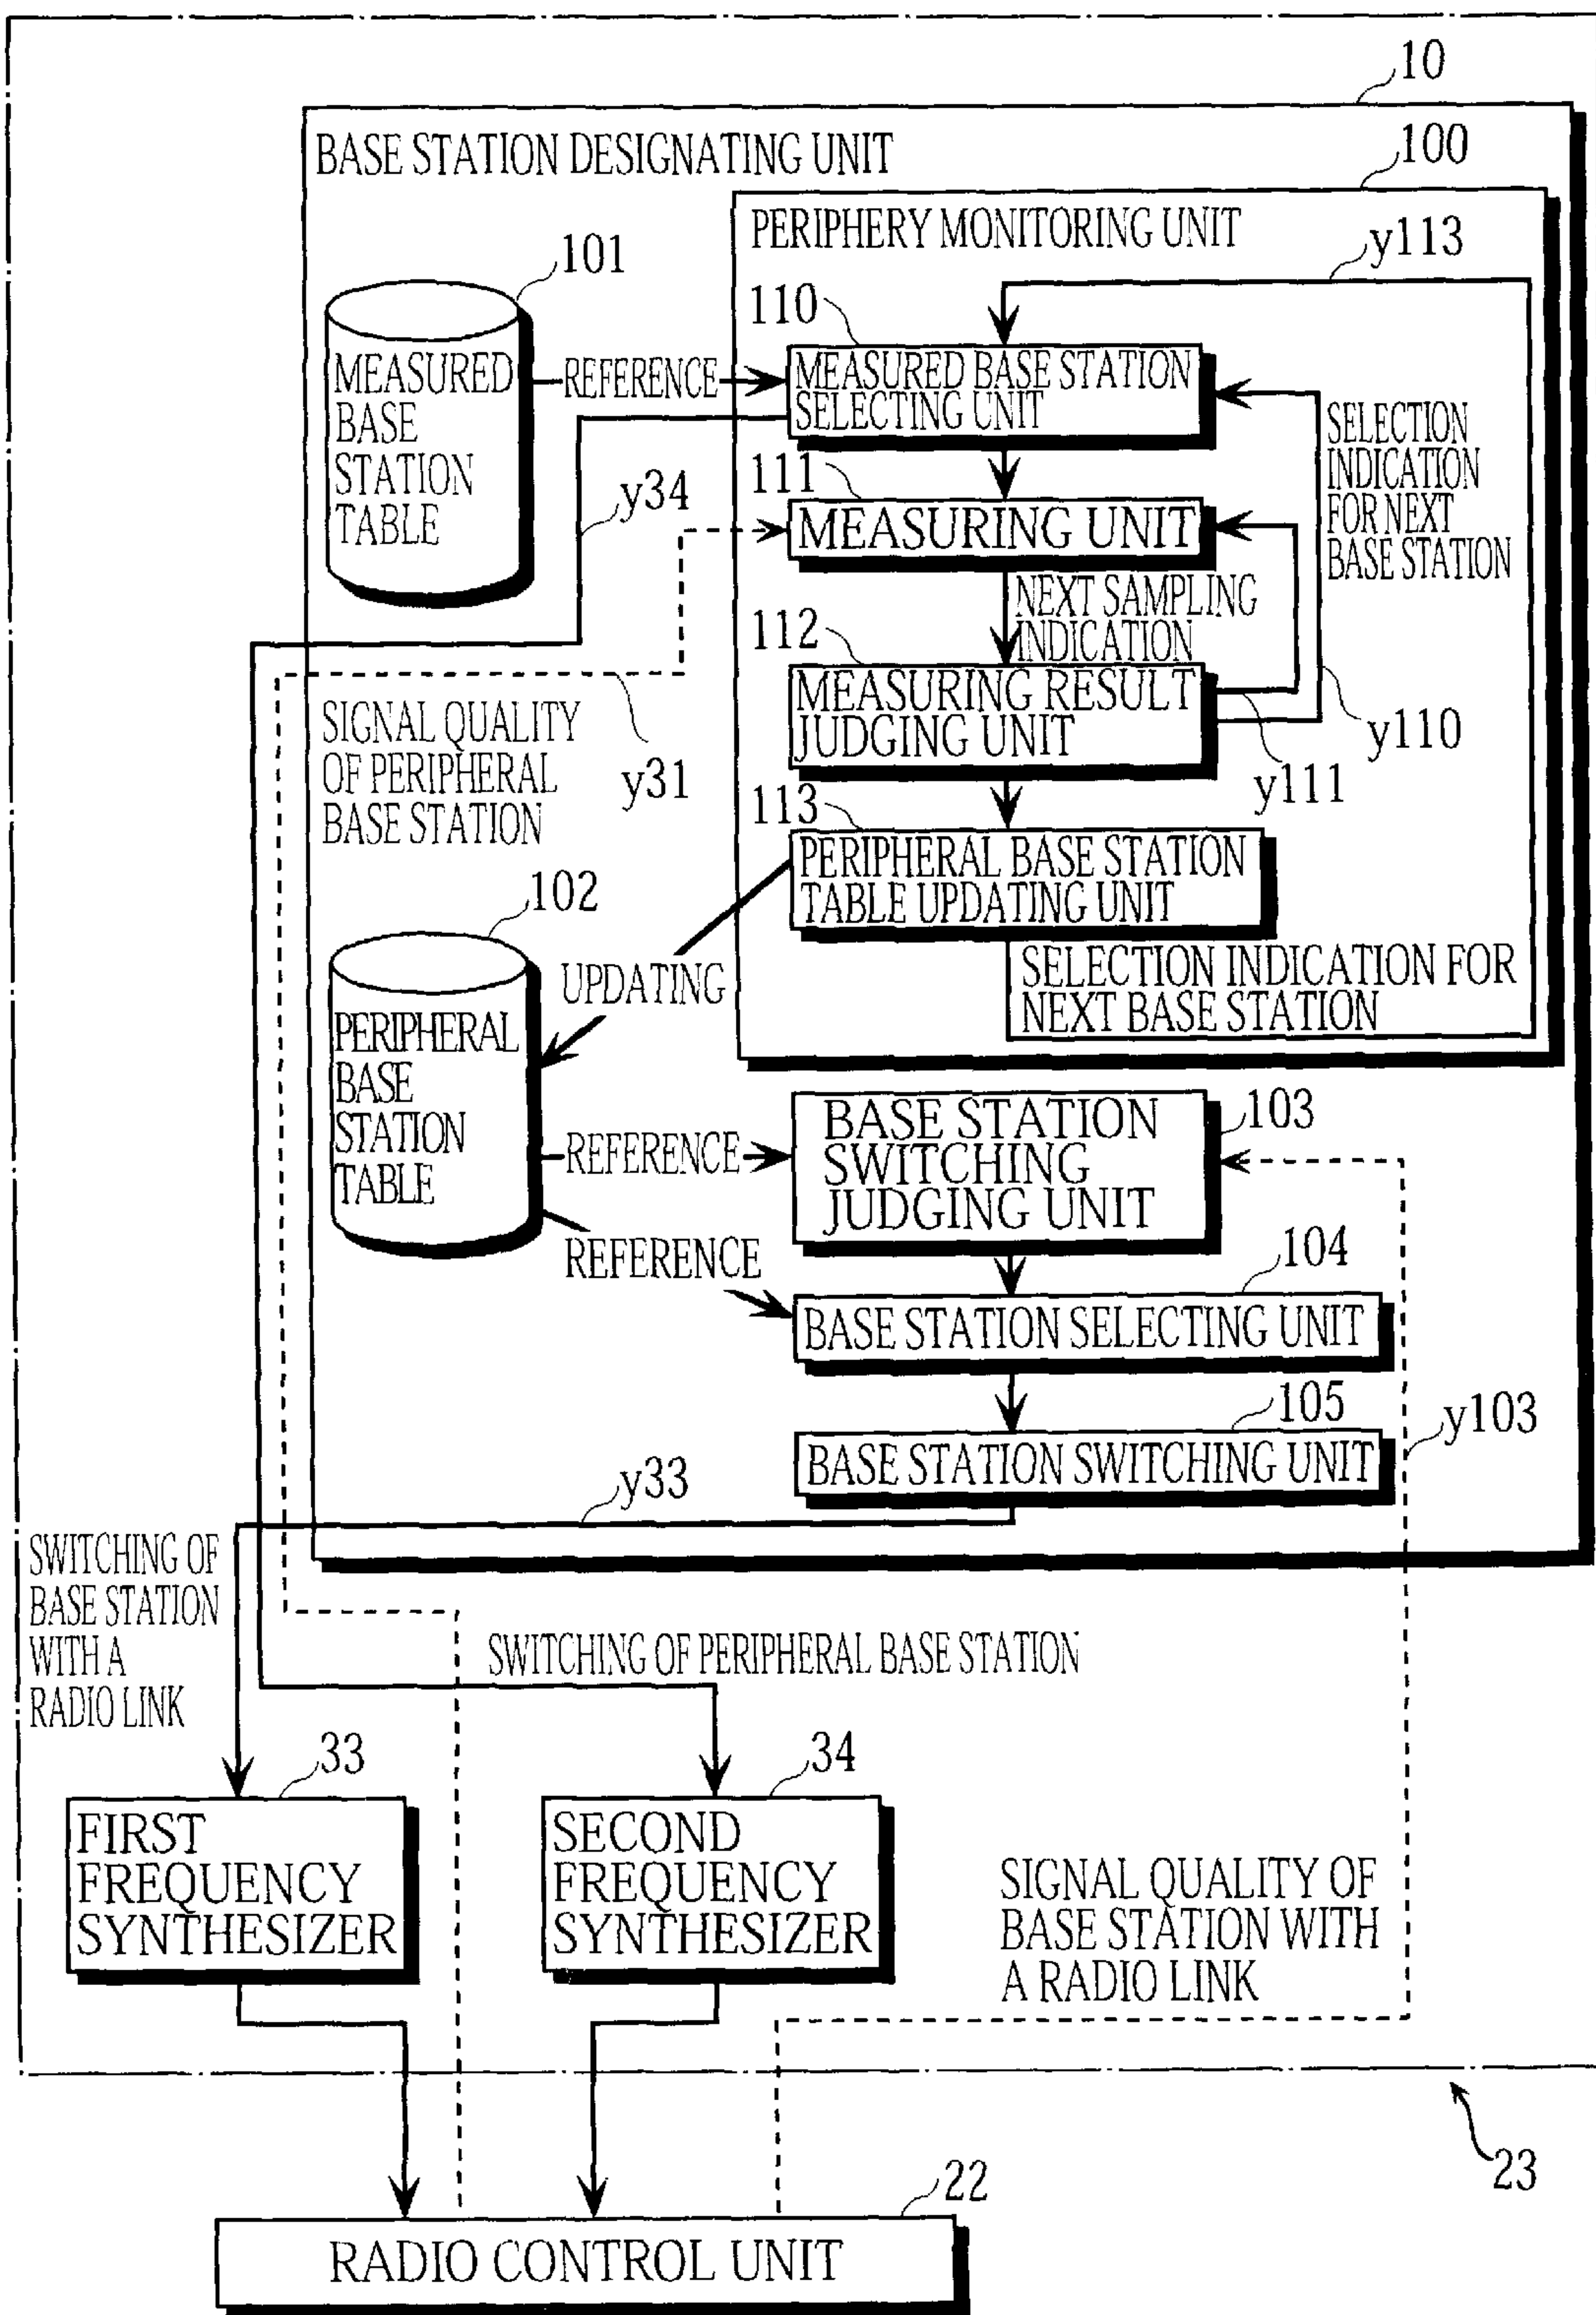 10
BASE STATION DESIGNATING UNIT
100
PERIPHERY MONITORING UNIT
y113
101
110
MEASURED
BASE
STATION
TABLE
REFERENCE
MEASURED BASE STATION
SELECTING UNIT
SELECTION
INDICATION
FOR NEXT
BASE STATION
y34
111
MEASURING UNIT
NEXT SAMPLING
INDICATION
112
MEASURING RESULT
JUDGING UNIT
y110
y111
SIGNAL QUALITY
OF PERIPHERAL
BASE STATION
y31
113
PERIPHERAL BASE STATION
TABLE UPDATING UNIT
102
UPDATING
SELECTION INDICATION FOR
NEXT BASE STATION
PERIPHERAL
BASE
STATION
TABLE
REFERENCE
BASE STATION
SWITCHING
JUDGING UNIT
103
REFERENCE
104
BASE STATION SELECTING UNIT
105
y103
BASE STATION SWITCHING UNIT
y33
SWITCHING OF
BASE STATION
WITH A
RADIO LINK
SWITCHING OF PERIPHERAL BASE STATION
33
34
FIRST
FREQUENCY
SYNTHESIZER
SECOND
FREQUENCY
SYNTHESIZER
SIGNAL QUALITY OF
BASE STATION WITH
A RADIO LINK
23
22
RADIO CONTROL UNIT